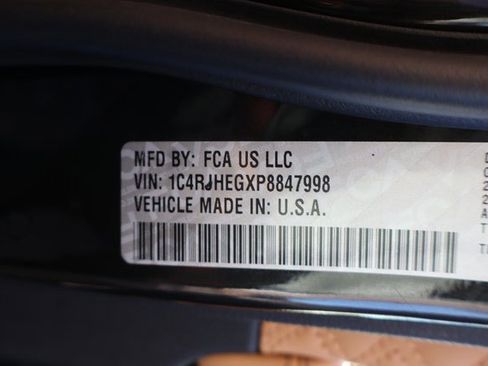 MFD BY: FCA US LLC
VIN: 1C4RJHEGXP8847998
VEHICLE MADE IN: U.S.A.